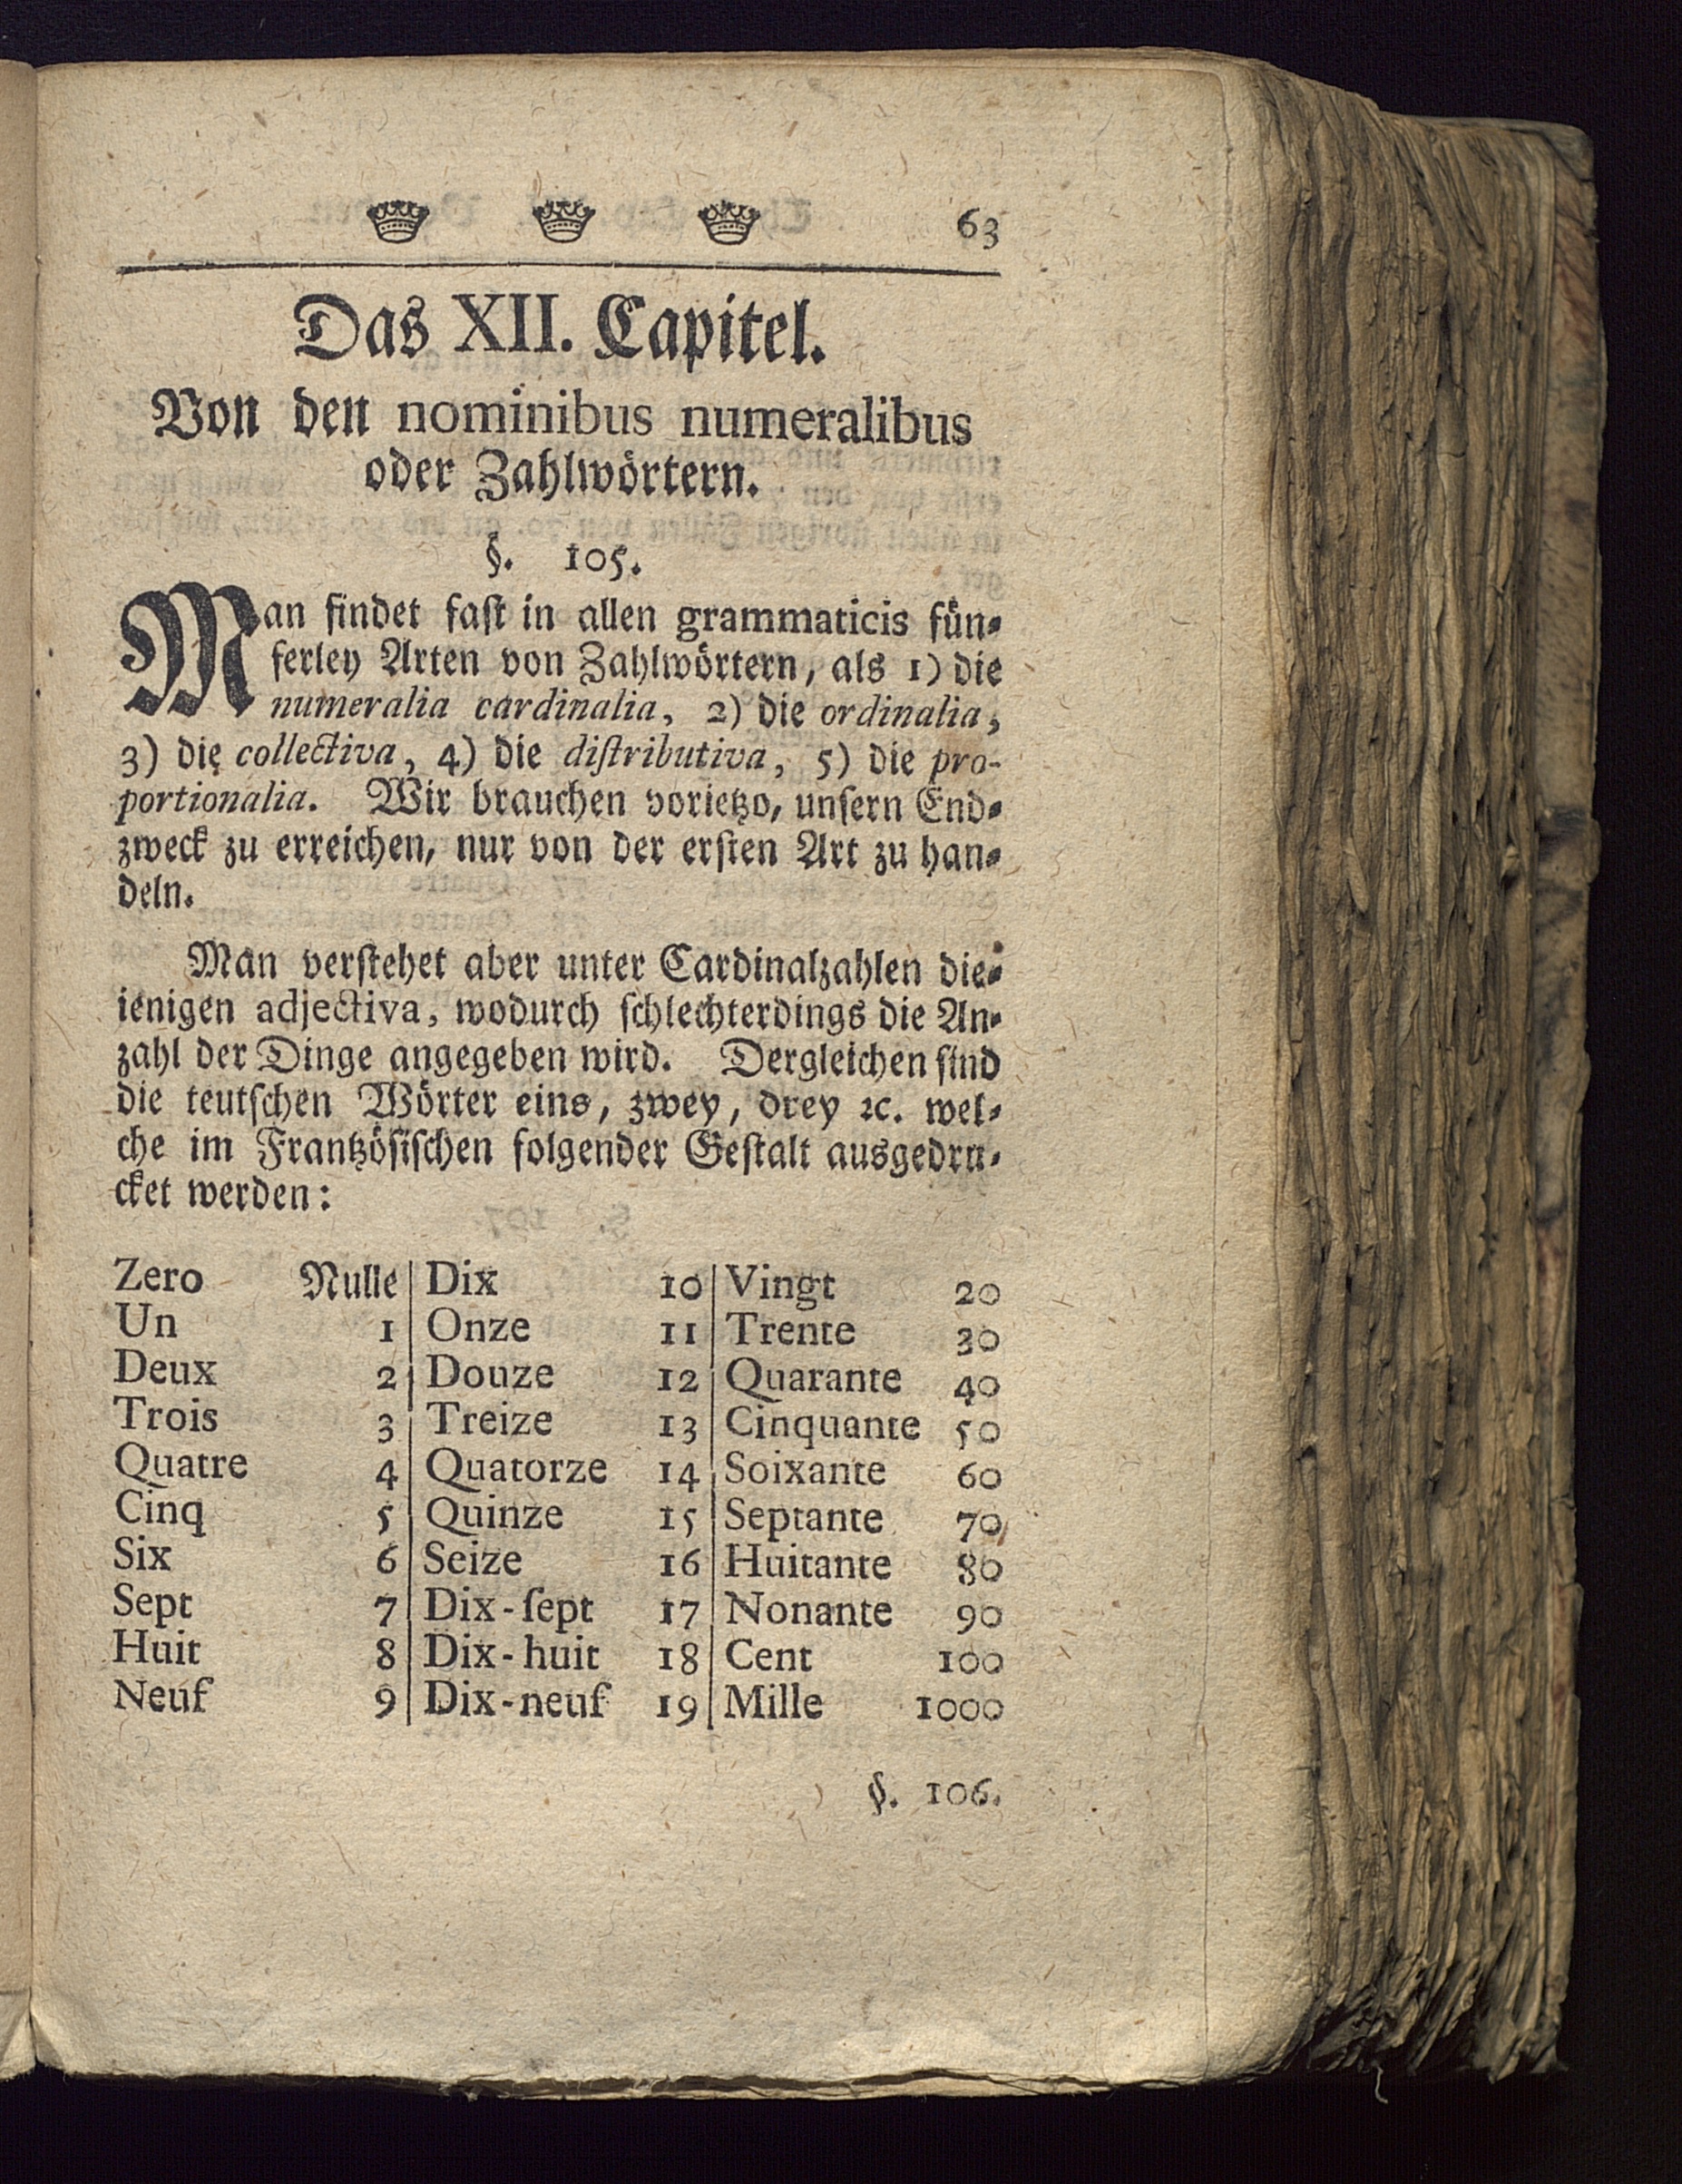 63
Das XII. Capitel.
Von den nominibus numeralibus
oder Zahlwörtern.
§. 105.
Man findet faſt in allen grammaticis fün-
ferley Arten von Zahlwörtern, als 1) die
numeralia cardinalia, 2) die ordinalia,
3) die collectiva, 4) die diſtributiva, 5) die pro-
portionalia. Wir brauchen vorietzo, unſern End-
zweck zu erreichen, nur von der erſten Art zu han-
deln.
Man verſtehet aber unter Cardinalzahlen die-
ienigen adjectiva, wodurch ſchlechterdings die An-
zahl der Dinge angegeben wird. Dergleichen ſind
die teutſchen Wörter eins, zwey, drey ꝛc. wel-
che im Frantzöſiſchen folgender Geſtalt ausgedru-
cket werden:
Zero Nulle | Dix 10 | Vingt 20
Un 1 | Onze 11 | Trente 30
Deux 2 | Douze 12 | Quarante 40
Trois 3 | Treize 13 | Cinquante 50
Quatre 4 | Quatorze 14 | Soixante 60
Cinq 5 | Quinze 15 | Septante 70
Six 6 | Seize 16 | Huitante 80
Sept 7 | Dix-ſept 17 | Nonante 90
Huit 8 | Dix-huit 18 | Cent 100
Neuf 9 | Dix-neuf 19 | Mille 1000
§. 106.